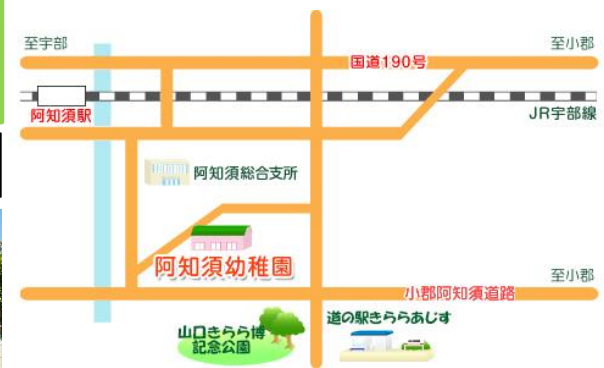 至宇部
至小郡
国道190号
阿知須駅
JR宇部線
阿知須総合支所
阿知須幼稚園
至小郡
小郡阿知須道路
山口きらら博
記念公園
道の駅きららあじす